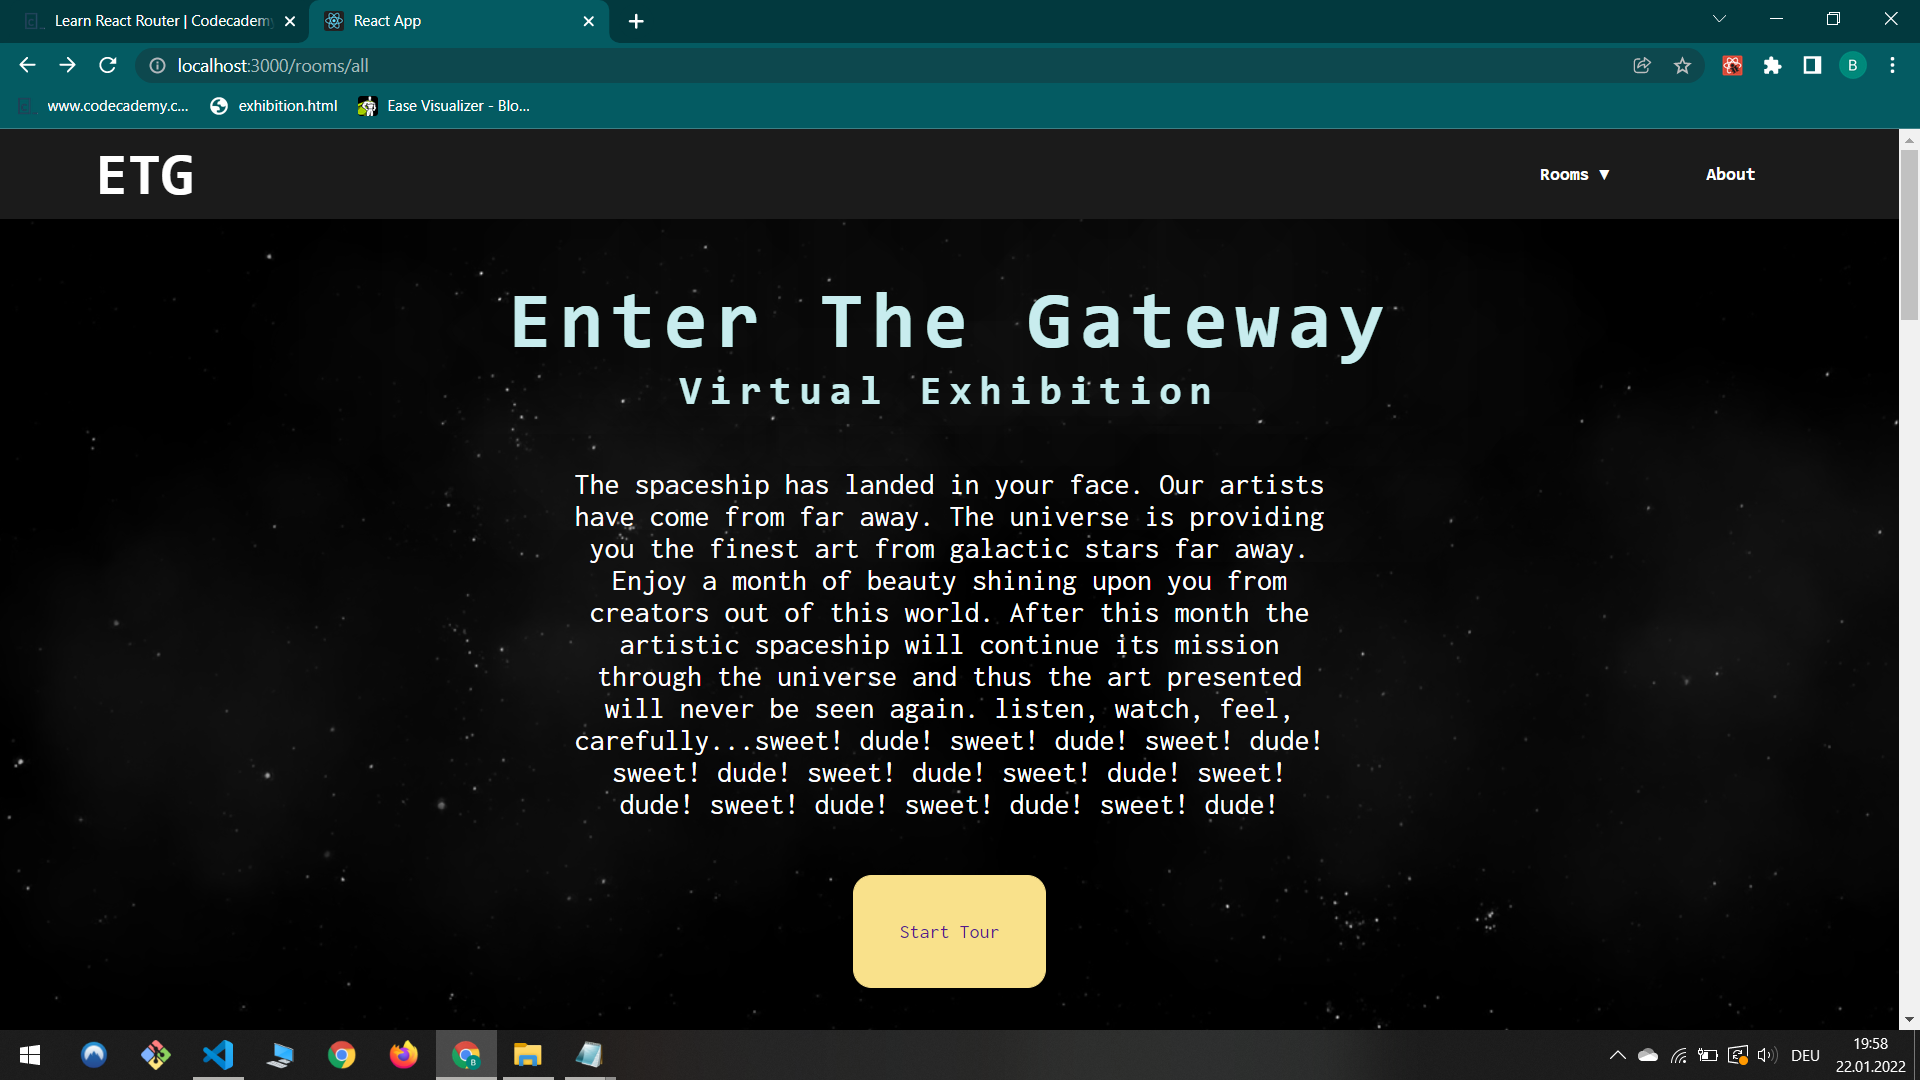 Learn React Router | Codecademy
React App
localhost:3000/rooms/all
B
www.codecademy.c...
exhibition.html
Ease Visualizer - Blo...
ETG
Rooms ▼
About
Enter The Gateway
Virtual Exhibition
The spaceship has landed in your face. Our artists
have come from far away. The universe is providing
you the finest art from galactic stars far away.
Enjoy a month of beauty shining upon you from
creators out of this world. After this month the
artistic spaceship will continue its mission
through the universe and thus the art presented
will never be seen again. listen, watch, feel,
carefully...sweet! dude! sweet! dude! sweet! dude!
sweet! dude! sweet! dude! sweet! dude! sweet!
dude! sweet! dude! sweet! dude! sweet! dude!
Start Tour
B
DEU
19:58
22.01.2022